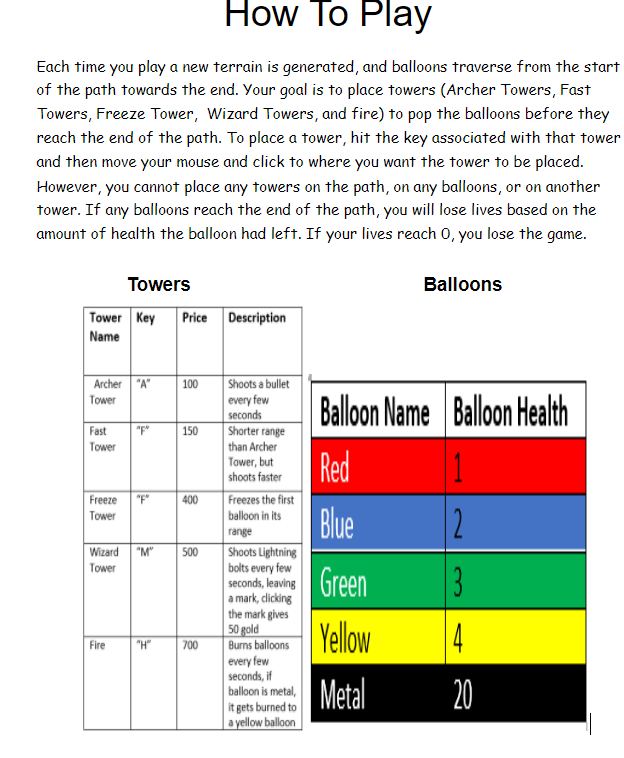 How To Play
Each time you play a new terrain is generated, and balloons traverse from the start
of the path towards the end. Your goal is to place towers (Archer Towers, Fast
Towers, Freeze Tower, Wizard Towers, and fire) to pop the balloons before they
reach the end of the path. To place a tower, hit the key associated with that tower
and then move your mouse and click to where you want the tower to be placed.
However, you cannot place any towers on the path, on any balloons, or on another
tower. If any balloons reach the end of the path, you will lose lives based on the
amount of health the balloon had left. If your lives reach 0, you lose the game.
Towers
Tower Key Price Description
Name
Archer "A" 100 Shoots a bullet
Tower every few
seconds
Fast "F" 150 Shorter range
Tower than Archer
Tower, but
shoots faster
Freeze "F" 400 Freezes the first
Tower balloon in its
range
Wizard "M" 500 Shoots Lightning
Tower bolts every few
seconds, leaving
a mark, clicking
the mark gives
50 gold
Fire "H" 700 Burns balloons
every few
seconds, if
balloon is metal,
it gets burned to
a yellow balloon
Balloons
Balloon Name Balloon Health
Red 1
Blue 2
Green 3
Yellow 4
Metal 20